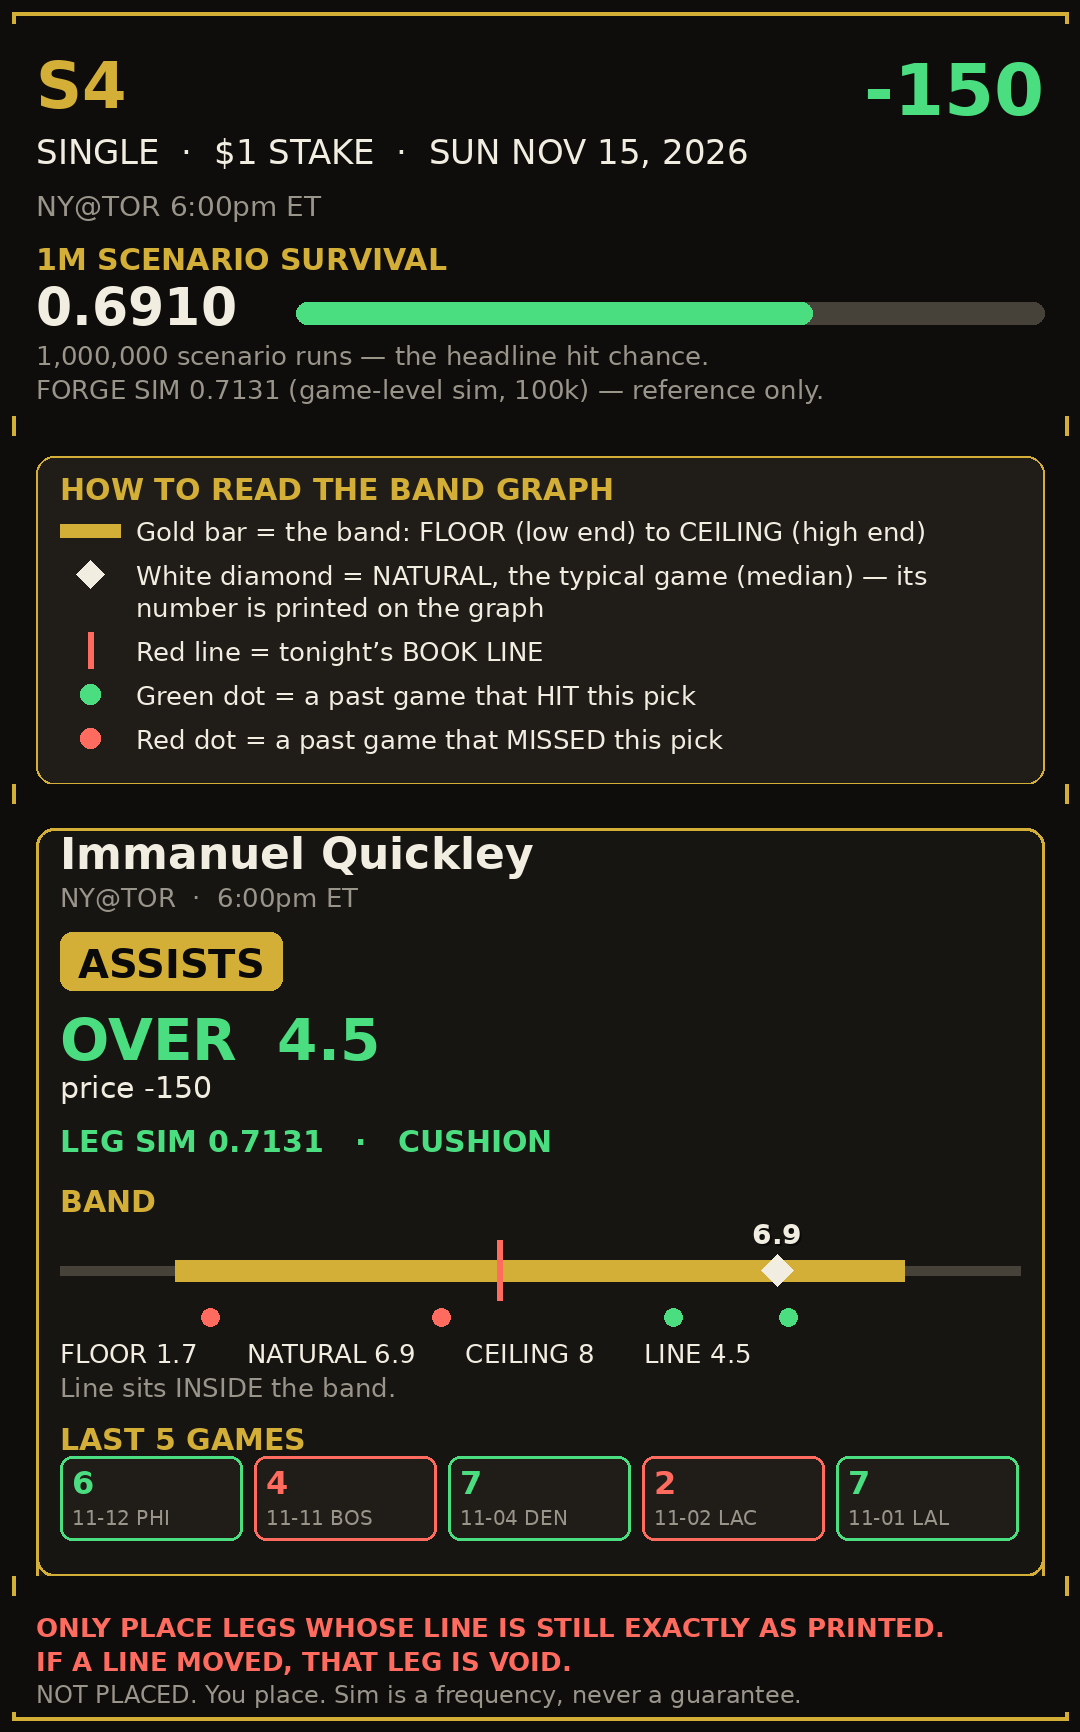 S4
-150
SINGLE · $1 STAKE · SUN NOV 15, 2026
NY@TOR 6:00pm ET
1M SCENARIO SURVIVAL
0.6910
1,000,000 scenario runs — the headline hit chance.
FORGE SIM 0.7131 (game-level sim, 100k) — reference only.
HOW TO READ THE BAND GRAPH
Gold bar = the band: FLOOR (low end) to CEILING (high end)
White diamond = NATURAL, the typical game (median) — its
number is printed on the graph
Red line = tonight’s BOOK LINE
Green dot = a past game that HIT this pick
Red dot = a past game that MISSED this pick
Immanuel Quickley
NY@TOR · 6:00pm ET
ASSISTS
OVER 4.5
price -150
LEG SIM 0.7131 · CUSHION
BAND
6.9
FLOOR 1.7 NATURAL 6.9 CEILING 8 LINE 4.5
Line sits INSIDE the band.
LAST 5 GAMES
6 4 7 2 7
11-12 PHI 11-11 BOS 11-04 DEN 11-02 LAC 11-01 LAL
ONLY PLACE LEGS WHOSE LINE IS STILL EXACTLY AS PRINTED.
IF A LINE MOVED, THAT LEG IS VOID.
NOT PLACED. You place. Sim is a frequency, never a guarantee.